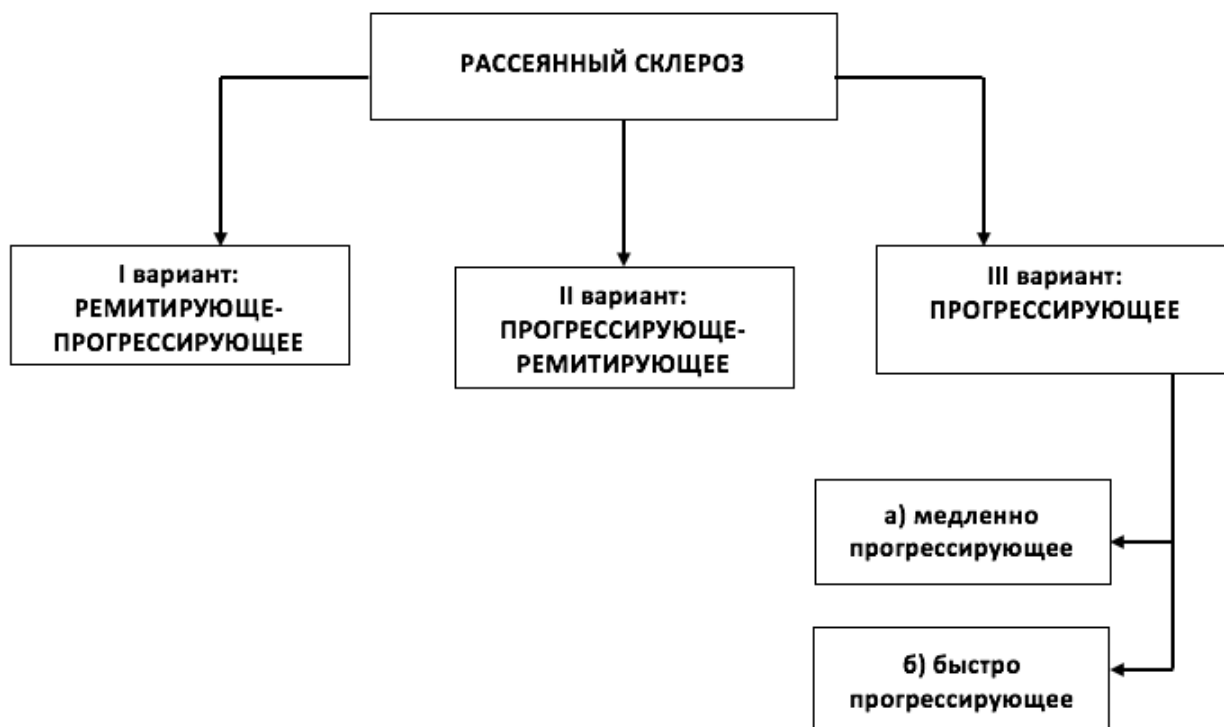 РАССЕЯННЫЙ СКЛЕРОЗ
I вариант:
РЕМИТИРУЮЩЕ-
ПРОГРЕССИРУЮЩЕЕ
II вариант:
ПРОГРЕССИРУЮЩЕ-
РЕМИТИРУЮЩЕЕ
III вариант:
ПРОГРЕССИРУЮЩЕЕ
а) медленно
прогрессирующее
б) быстро
прогрессирующее